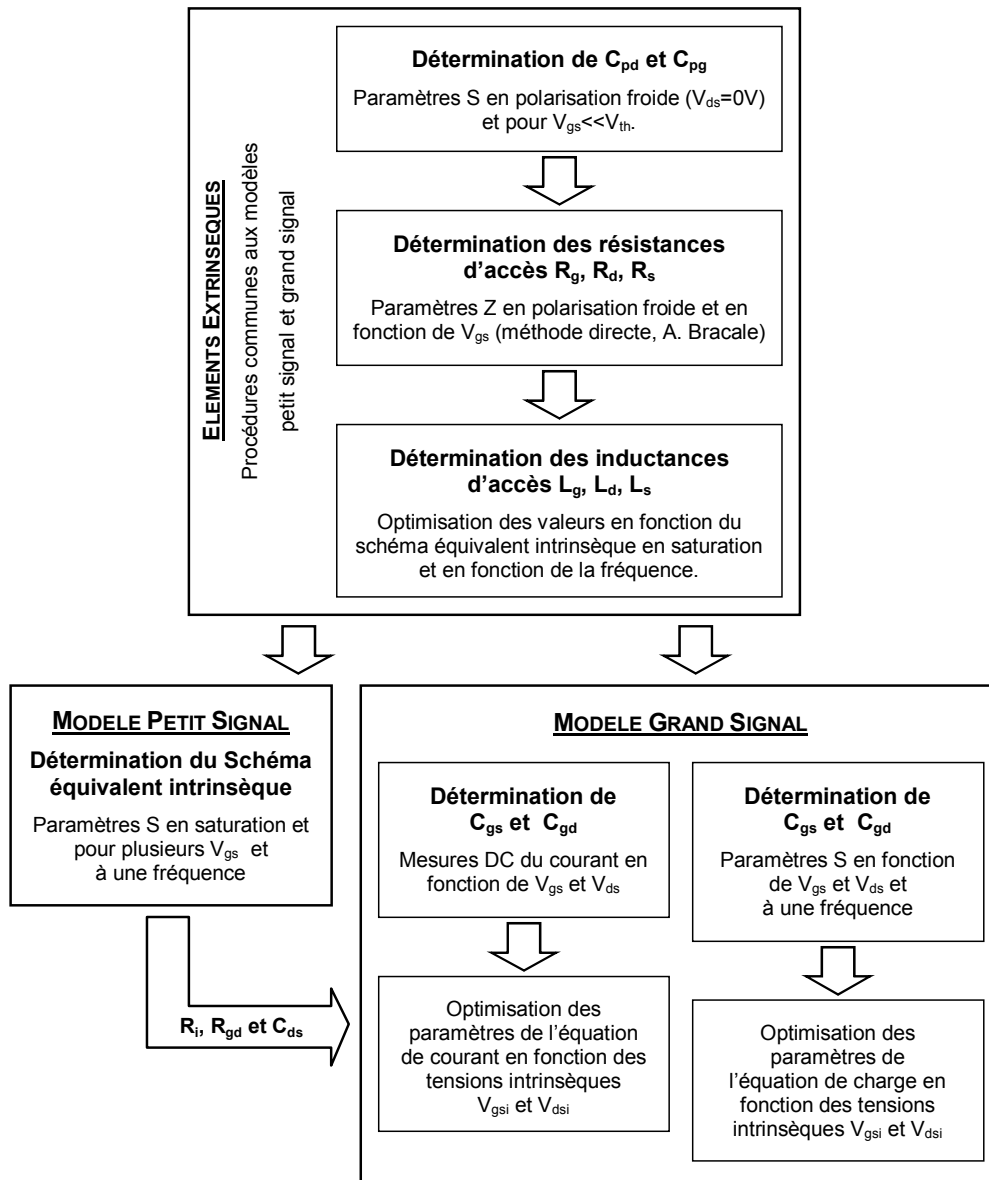 ELEMENTS EXTRINSEQUES
Procédures communes aux modèles
petit signal et grand signal
Détermination de Cpd et Cpg
Paramètres S en polarisation froide (Vds=0V)
et pour Vgs<<Vth.
Détermination des résistances
d'accès Rg, Rd, Rs
Paramètres Z en polarisation froide et en
fonction de Vgs (méthode directe, A. Bracale)
Détermination des inductances
d'accès Lg, Ld, Ls
Optimisation des valeurs en fonction du
schéma équivalent intrinsèque en saturation
et en fonction de la fréquence.
MODELE PETIT SIGNAL
Détermination du Schéma
équivalent intrinsèque
Paramètres S en saturation et
pour plusieurs Vgs et
à une fréquence
Ri, Rgd et Cds
MODELE GRAND SIGNAL
Détermination de
Cgs et Cgd
Mesures DC du courant en
fonction de Vgs et Vds
Optimisation des
paramètres de l'équation
de courant en fonction des
tensions intrinsèques
Vgsi et Vdsi
Détermination de
Cgs et Cgd
Paramètres S en fonction
de Vgs et Vds et
à une fréquence
Optimisation des
paramètres de
l'équation de charge en
fonction des tensions
intrinsèques Vgsi et Vdsi